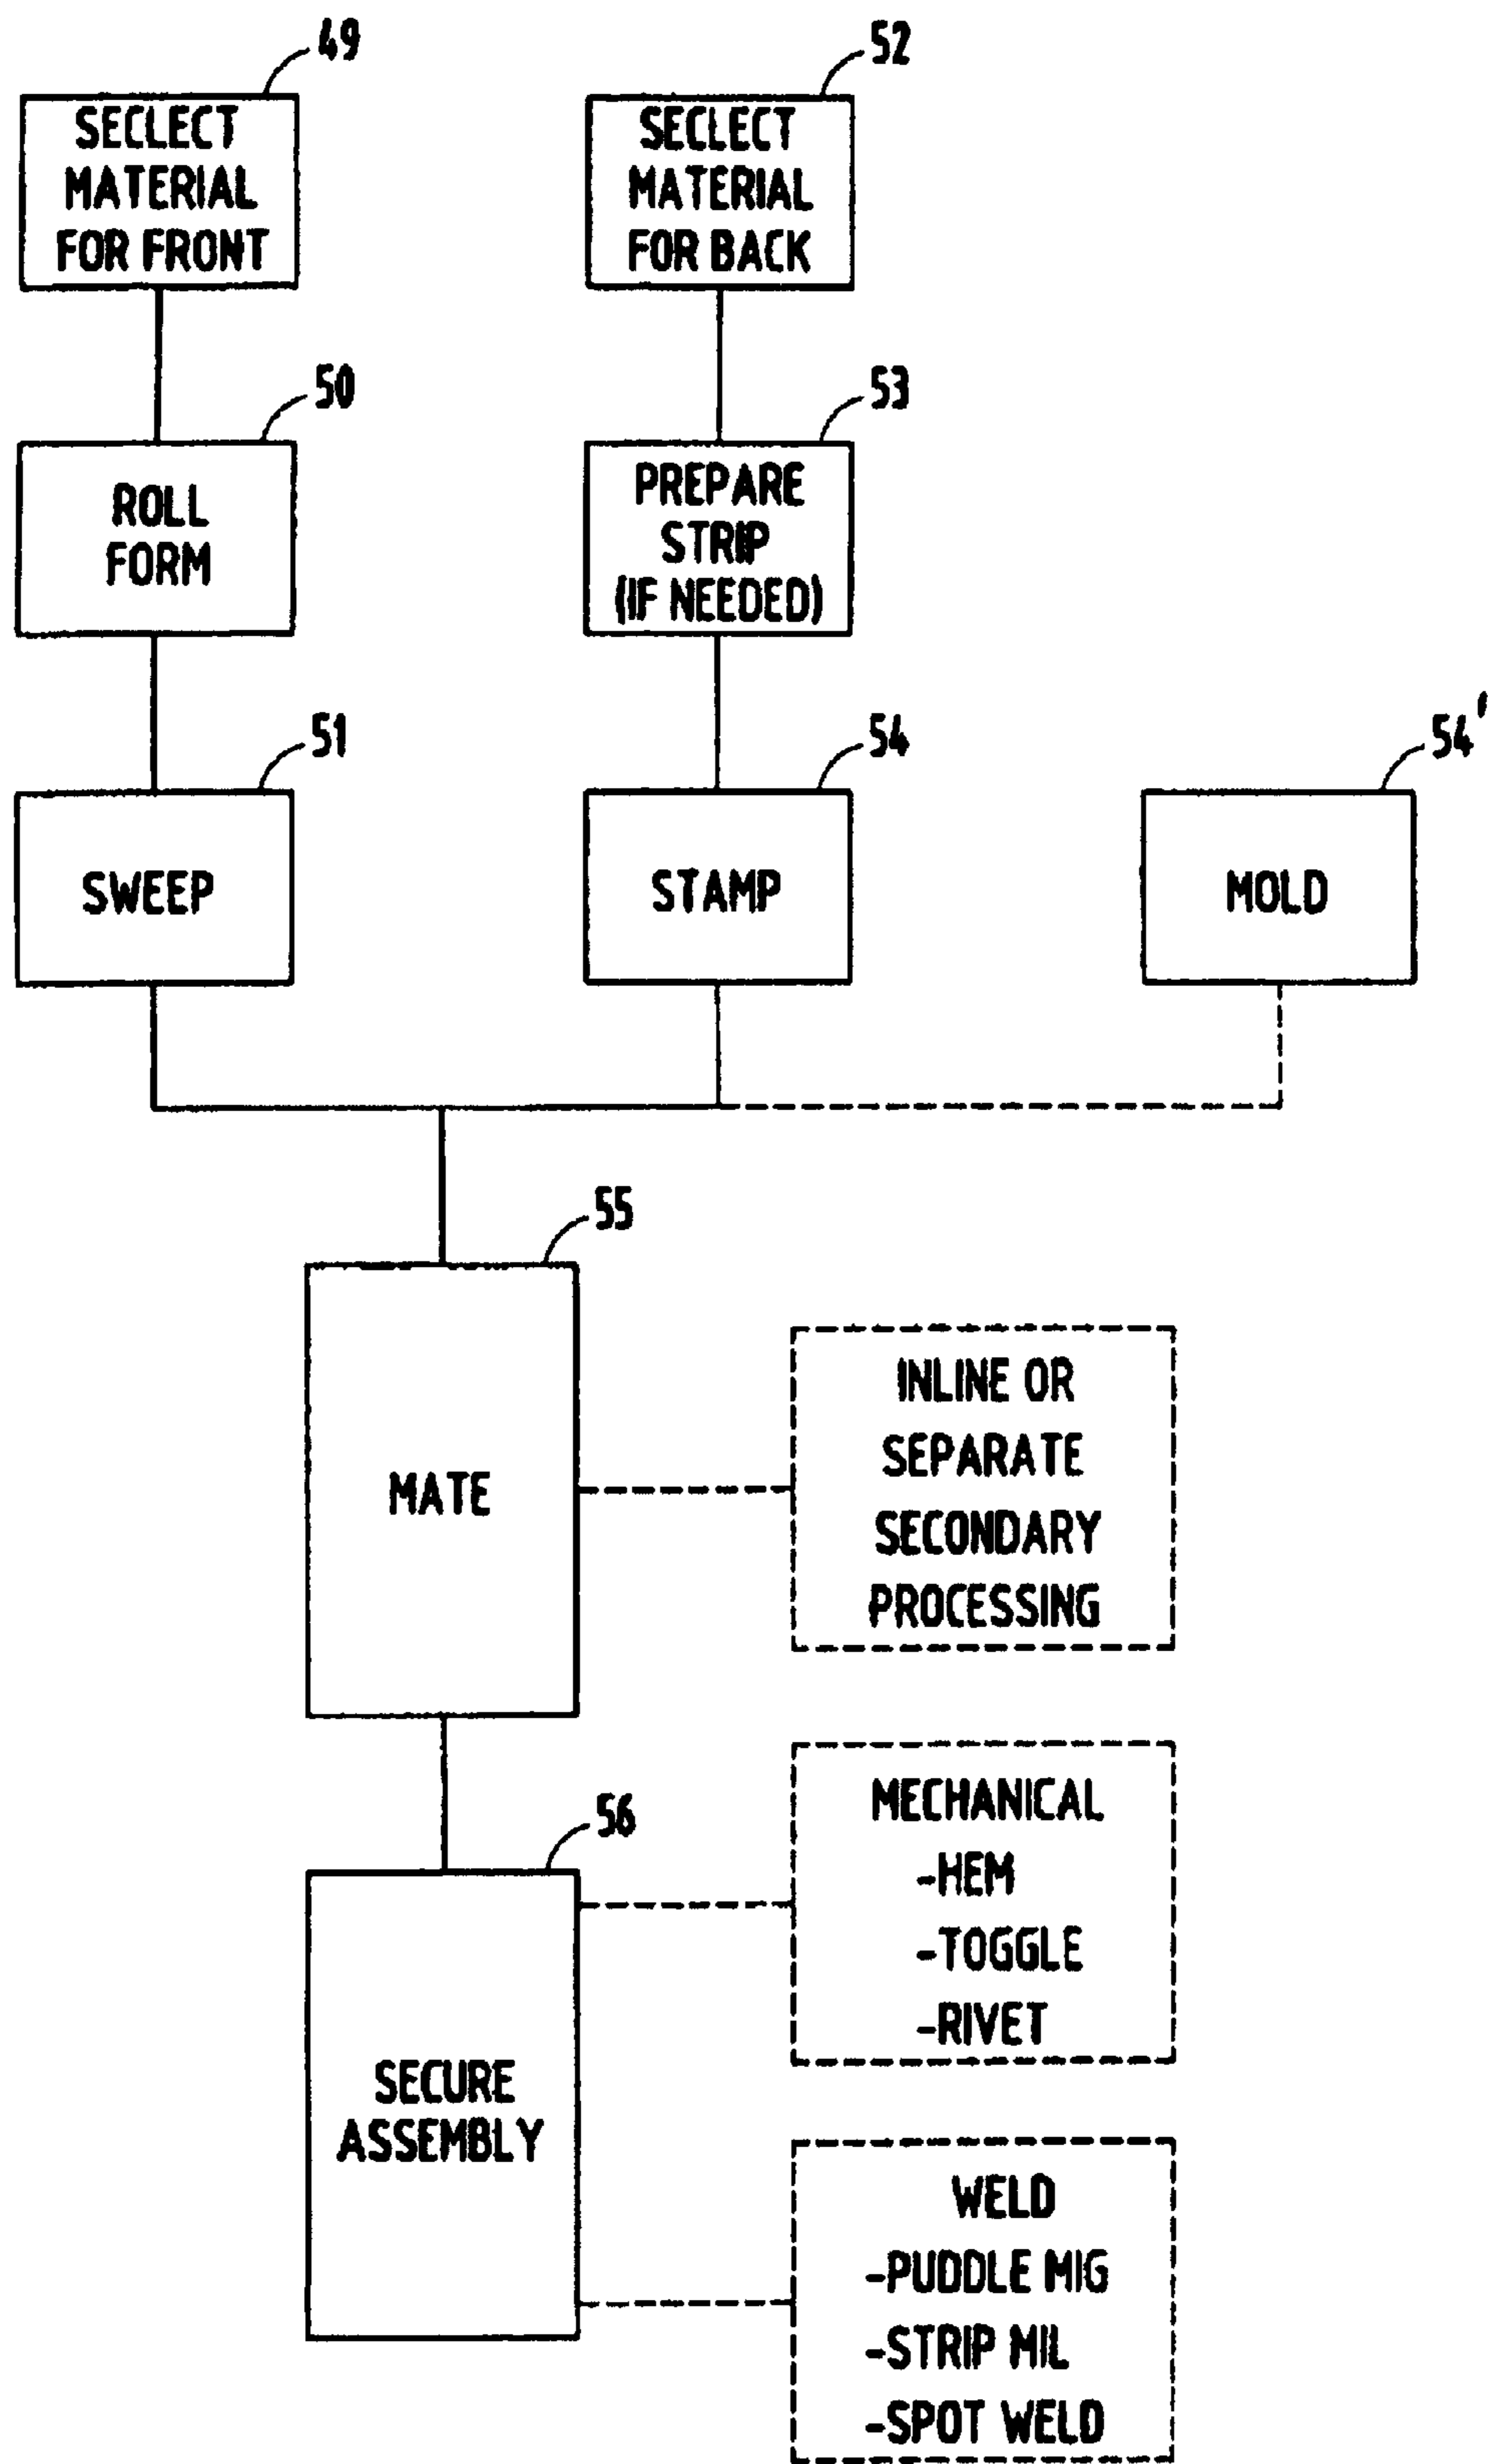 49
SECLECT
MATERIAL
FOR FRONT
52
SECLECT
MATERIAL
FOR BACK
50
ROLL
FORM
53
PREPARE
STRIP
(IF NEEDED)
51
SWEEP
54
STAMP
54'
MOLD
55
MATE
INLINE OR
SEPARATE
SECONDARY
PROCESSING
56
SECURE
ASSEMBLY
MECHANICAL
-HEM
-TOGGLE
-RIVET
WELD
-PUDDLE MIG
-STRIP MIL
-SPOT WELD